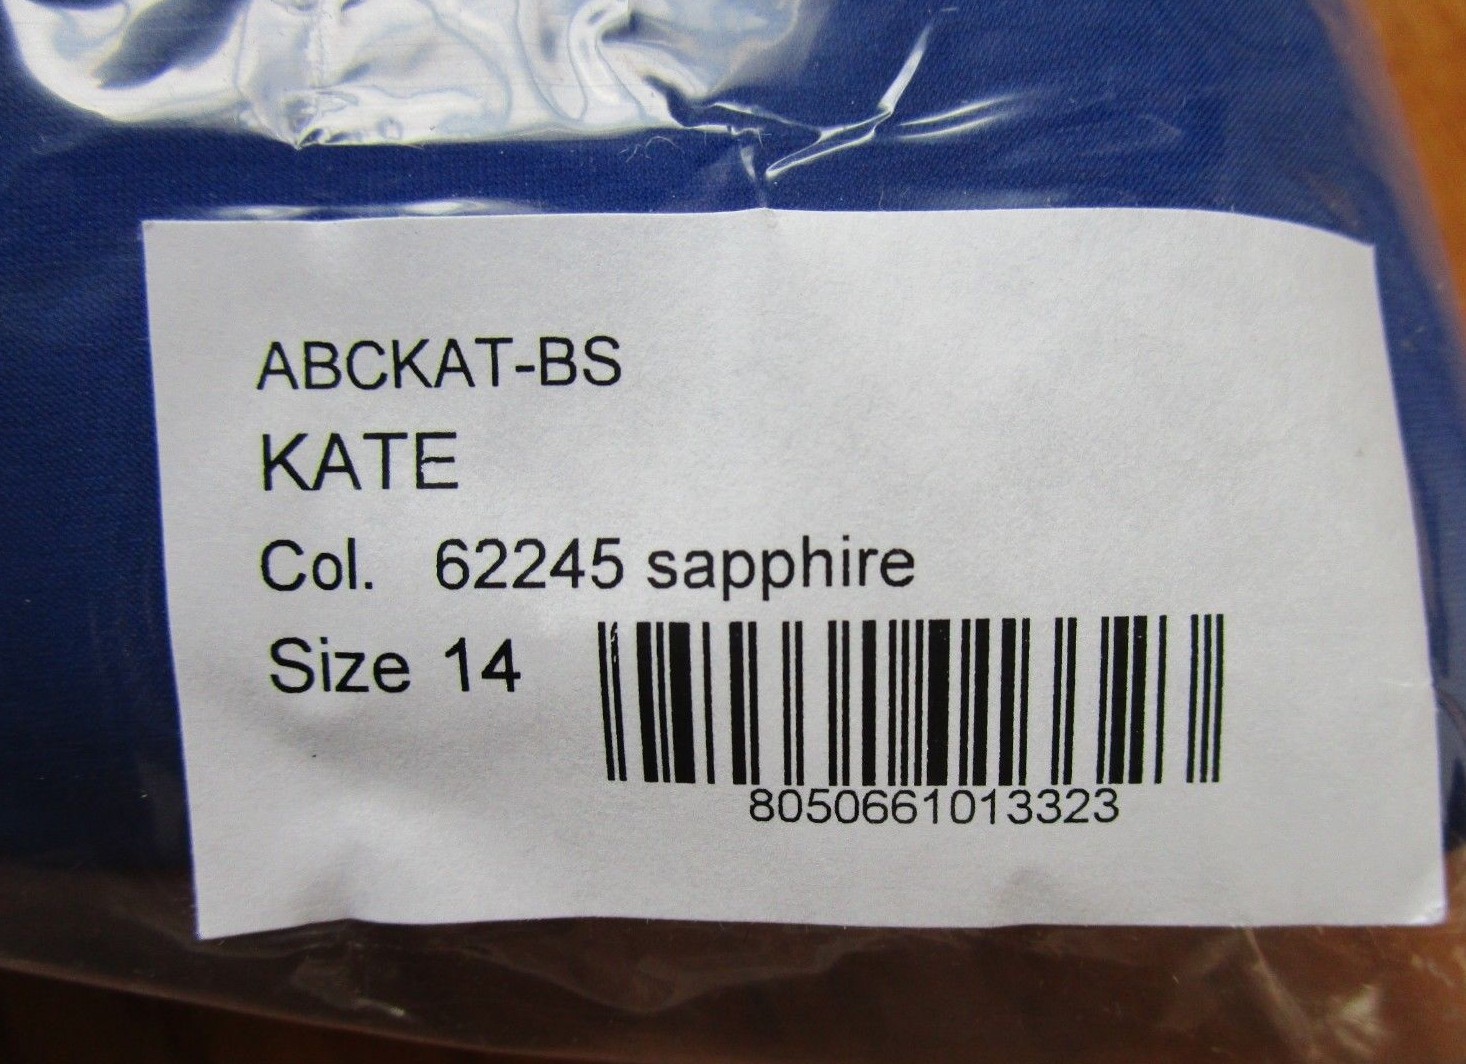 ABCKAT-BS
KATE
Col. 62245 sapphire
Size 14
8050661013323